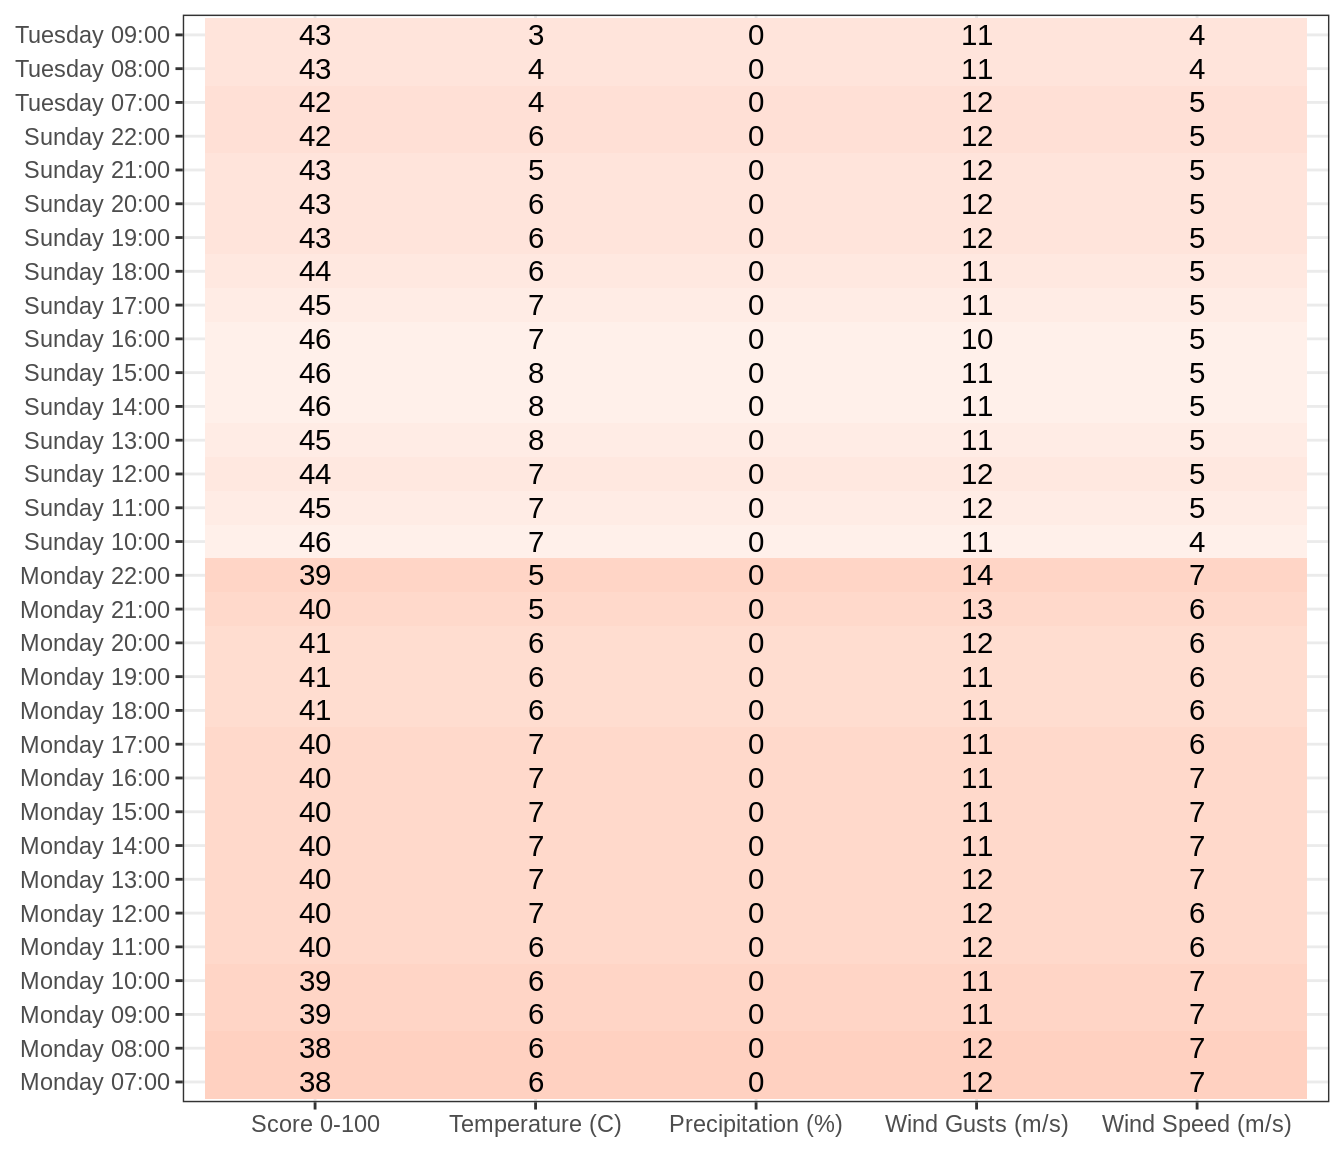 Tuesday 09:00 43 3 0 11 4
Tuesday 08:00 43 4 0 11 4
Tuesday 07:00 42 4 0 12 5
Sunday 22:00 42 6 0 12 5
Sunday 21:00 43 5 0 12 5
Sunday 20:00 43 6 0 12 5
Sunday 19:00 43 6 0 12 5
Sunday 18:00 44 6 0 11 5
Sunday 17:00 45 7 0 11 5
Sunday 16:00 46 7 0 10 5
Sunday 15:00 46 8 0 11 5
Sunday 14:00 46 8 0 11 5
Sunday 13:00 45 8 0 11 5
Sunday 12:00 44 7 0 12 5
Sunday 11:00 45 7 0 12 5
Sunday 10:00 46 7 0 11 4
Monday 22:00 39 5 0 14 7
Monday 21:00 40 5 0 13 6
Monday 20:00 41 6 0 12 6
Monday 19:00 41 6 0 11 6
Monday 18:00 41 6 0 11 6
Monday 17:00 40 7 0 11 6
Monday 16:00 40 7 0 11 7
Monday 15:00 40 7 0 11 7
Monday 14:00 40 7 0 11 7
Monday 13:00 40 7 0 12 7
Monday 12:00 40 7 0 12 6
Monday 11:00 40 6 0 12 6
Monday 10:00 39 6 0 11 7
Monday 09:00 39 6 0 11 7
Monday 08:00 38 6 0 12 7
Monday 07:00 38 6 0 12 7
Score 0-100 Temperature (C) Precipitation (%) Wind Gusts (m/s) Wind Speed (m/s)